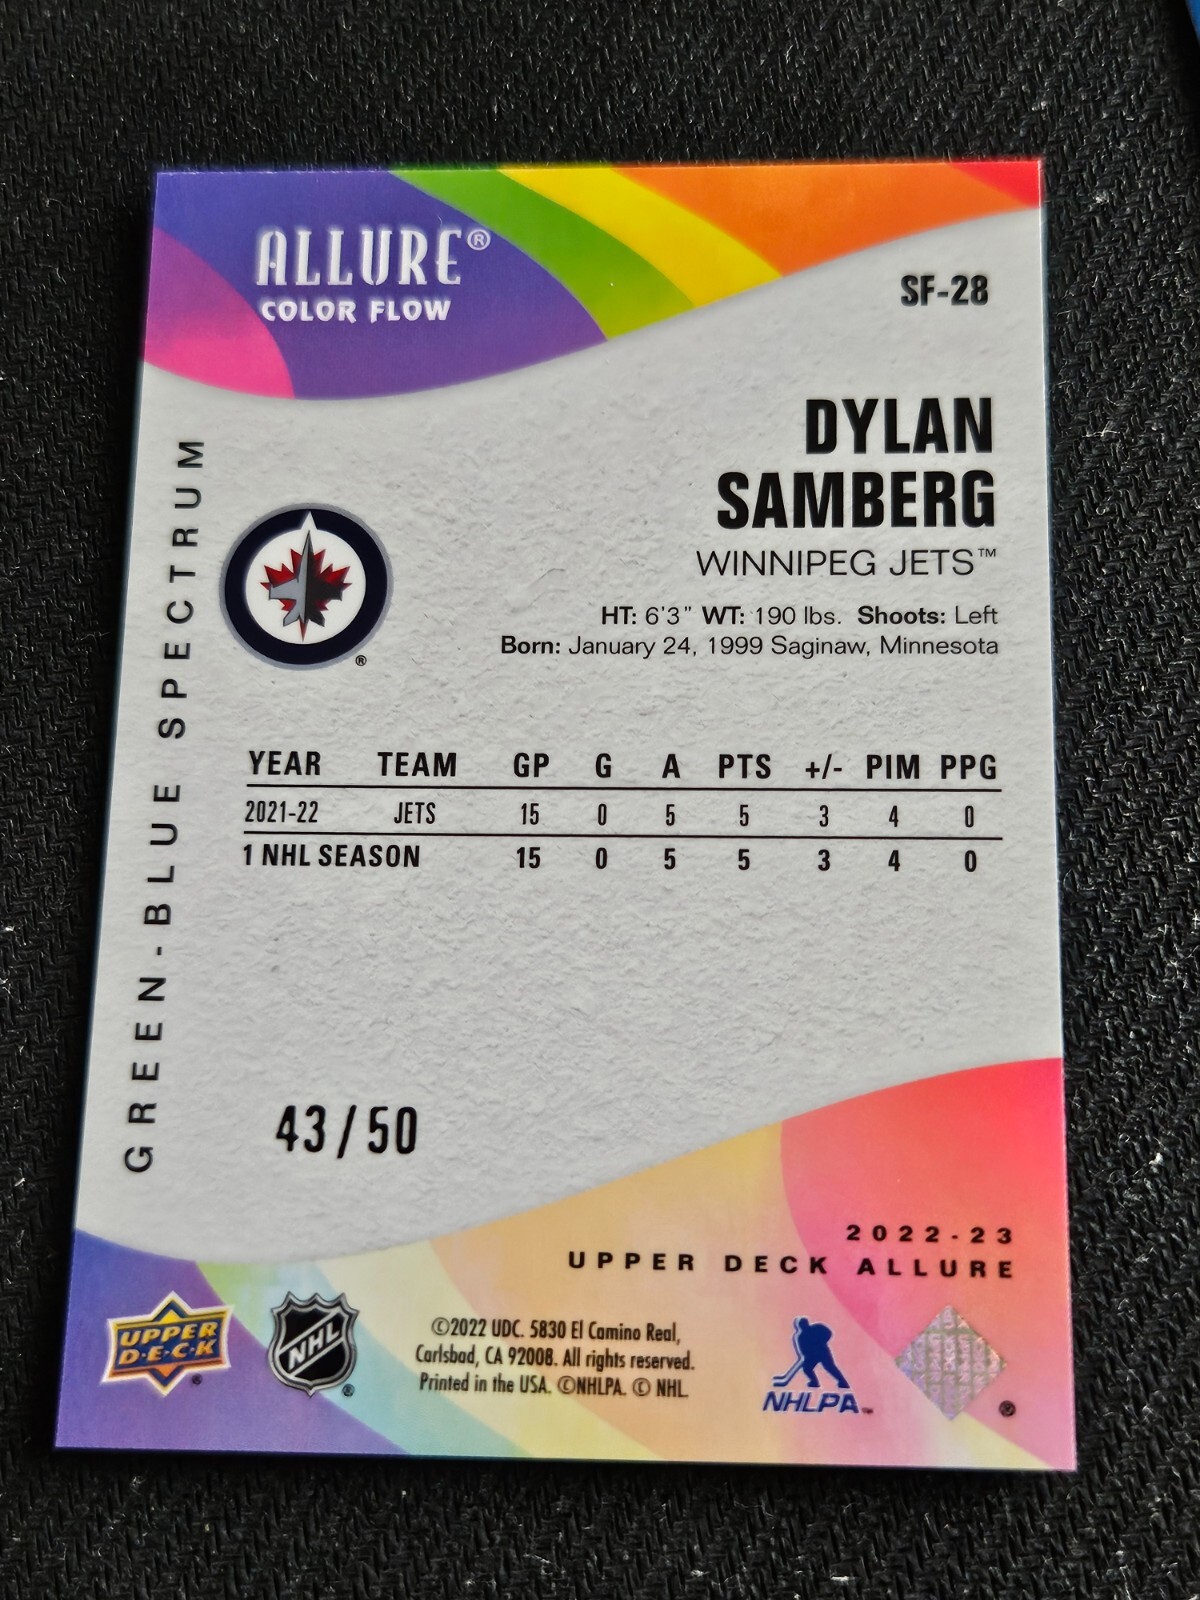 ALLURE®
COLOR FLOW
SF-28
DYLAN
SAMBERG
WINNIPEG JETS™
HT: 6'3" WT: 190 lbs. Shoots: Left
Born: January 24, 1999 Saginaw, Minnesota
®
GREEN-BLUE SPECTRUM
YEAR TEAM GP G A PTS +/- PIM PPG
2021-22 JETS 15 0 5 5 3 4 0
1 NHL SEASON 15 0 5 5 3 4 0
43/50
2022-23
UPPER DECK ALLURE
UPPER
D·E·C·K
®
NHL
®
©2022 UDC. 5830 El Camino Real,
Carlsbad, CA 92008. All rights reserved.
Printed in the USA. ©NHLPA. © NHL.
NHLPA™
®